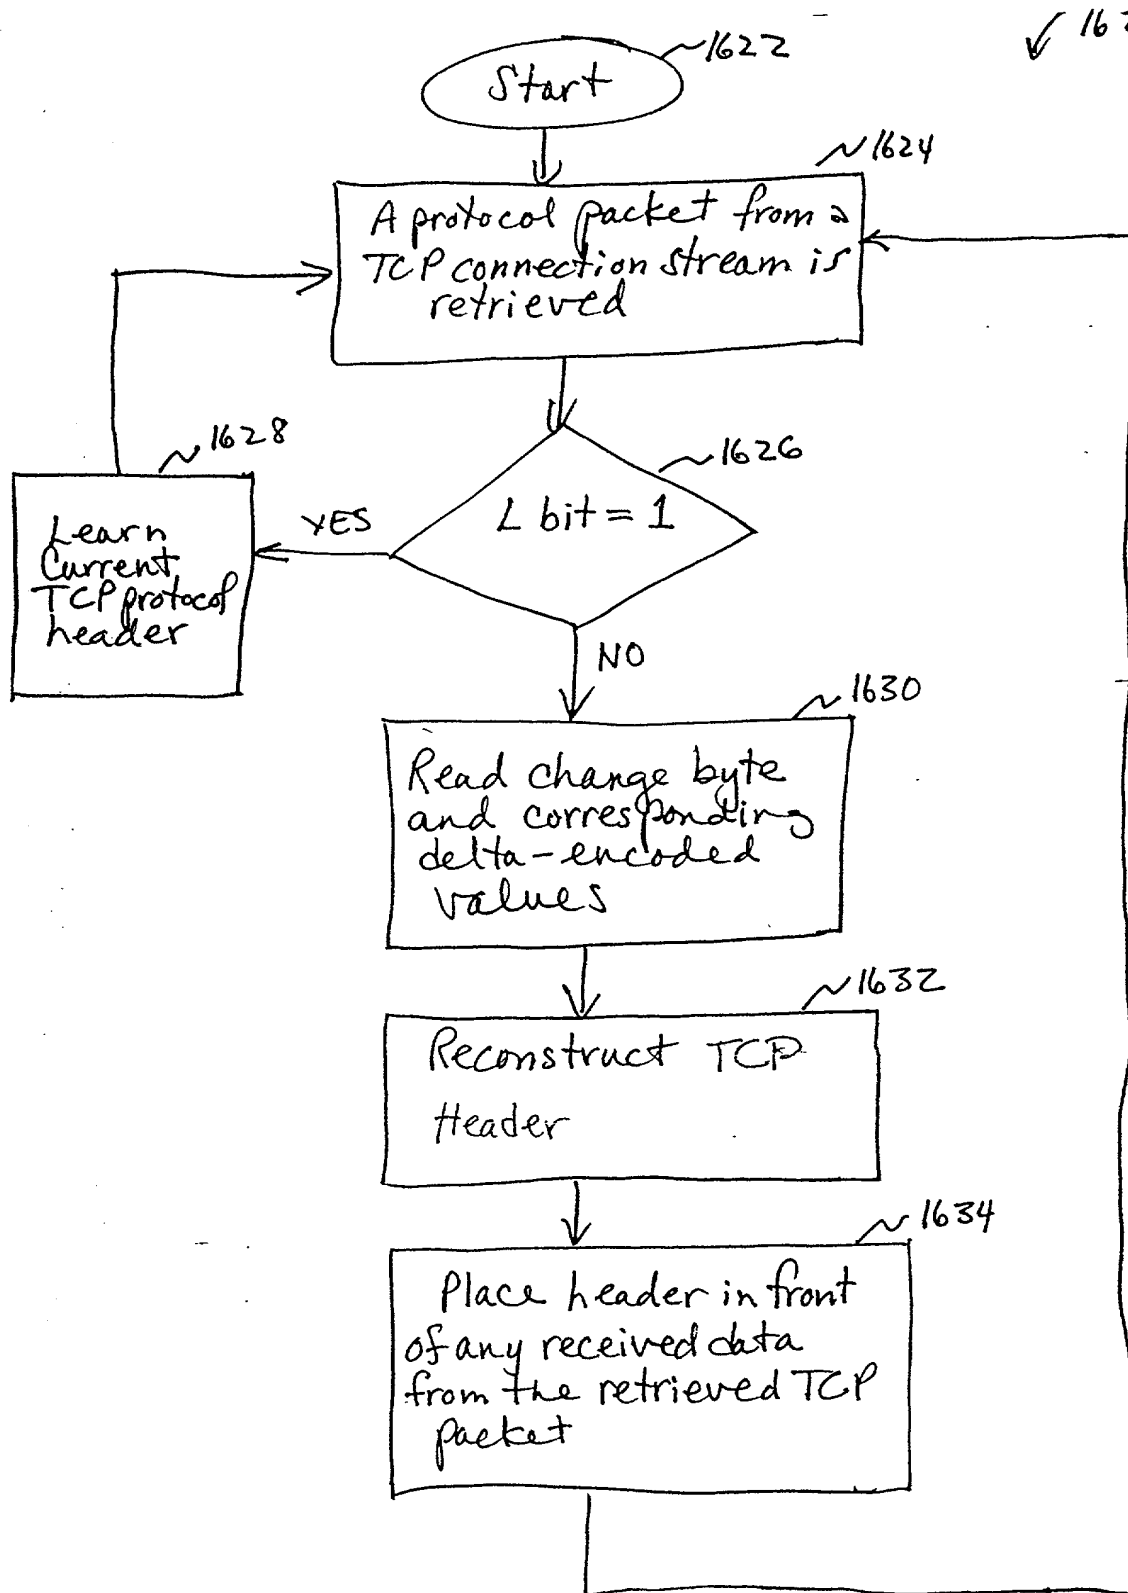 1622
Start
1624
A protocol packet from a
TCP connection stream is
retrieved
1628
1626
L bit = 1
YES
Learn
Current
TCP protocol
header
NO
1630
Read change byte
and corresponding
delta-encoded
values
1632
Reconstruct TCP
Header
1634
Place header in front
of any received data
from the retrieved TCP
packet